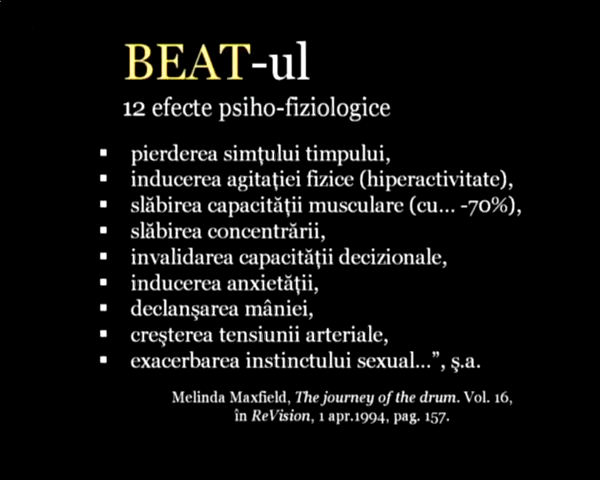 BEAT-ul
12 efecte psiho-fiziologice
▪ pierderea simţului timpului,
▪ inducerea agitaţiei fizice (hiperactivitate),
▪ slăbirea capacităţii musculare (cu... -70%),
▪ slăbirea concentrării,
▪ invalidarea capacităţii decizionale,
▪ inducerea anxietăţii,
▪ declanşarea mâniei,
▪ creşterea tensiunii arteriale,
▪ exacerbarea instinctului sexual...”, ş.a.
Melinda Maxfield, The journey of the drum. Vol. 16,
în ReVision, 1 apr.1994, pag. 157.